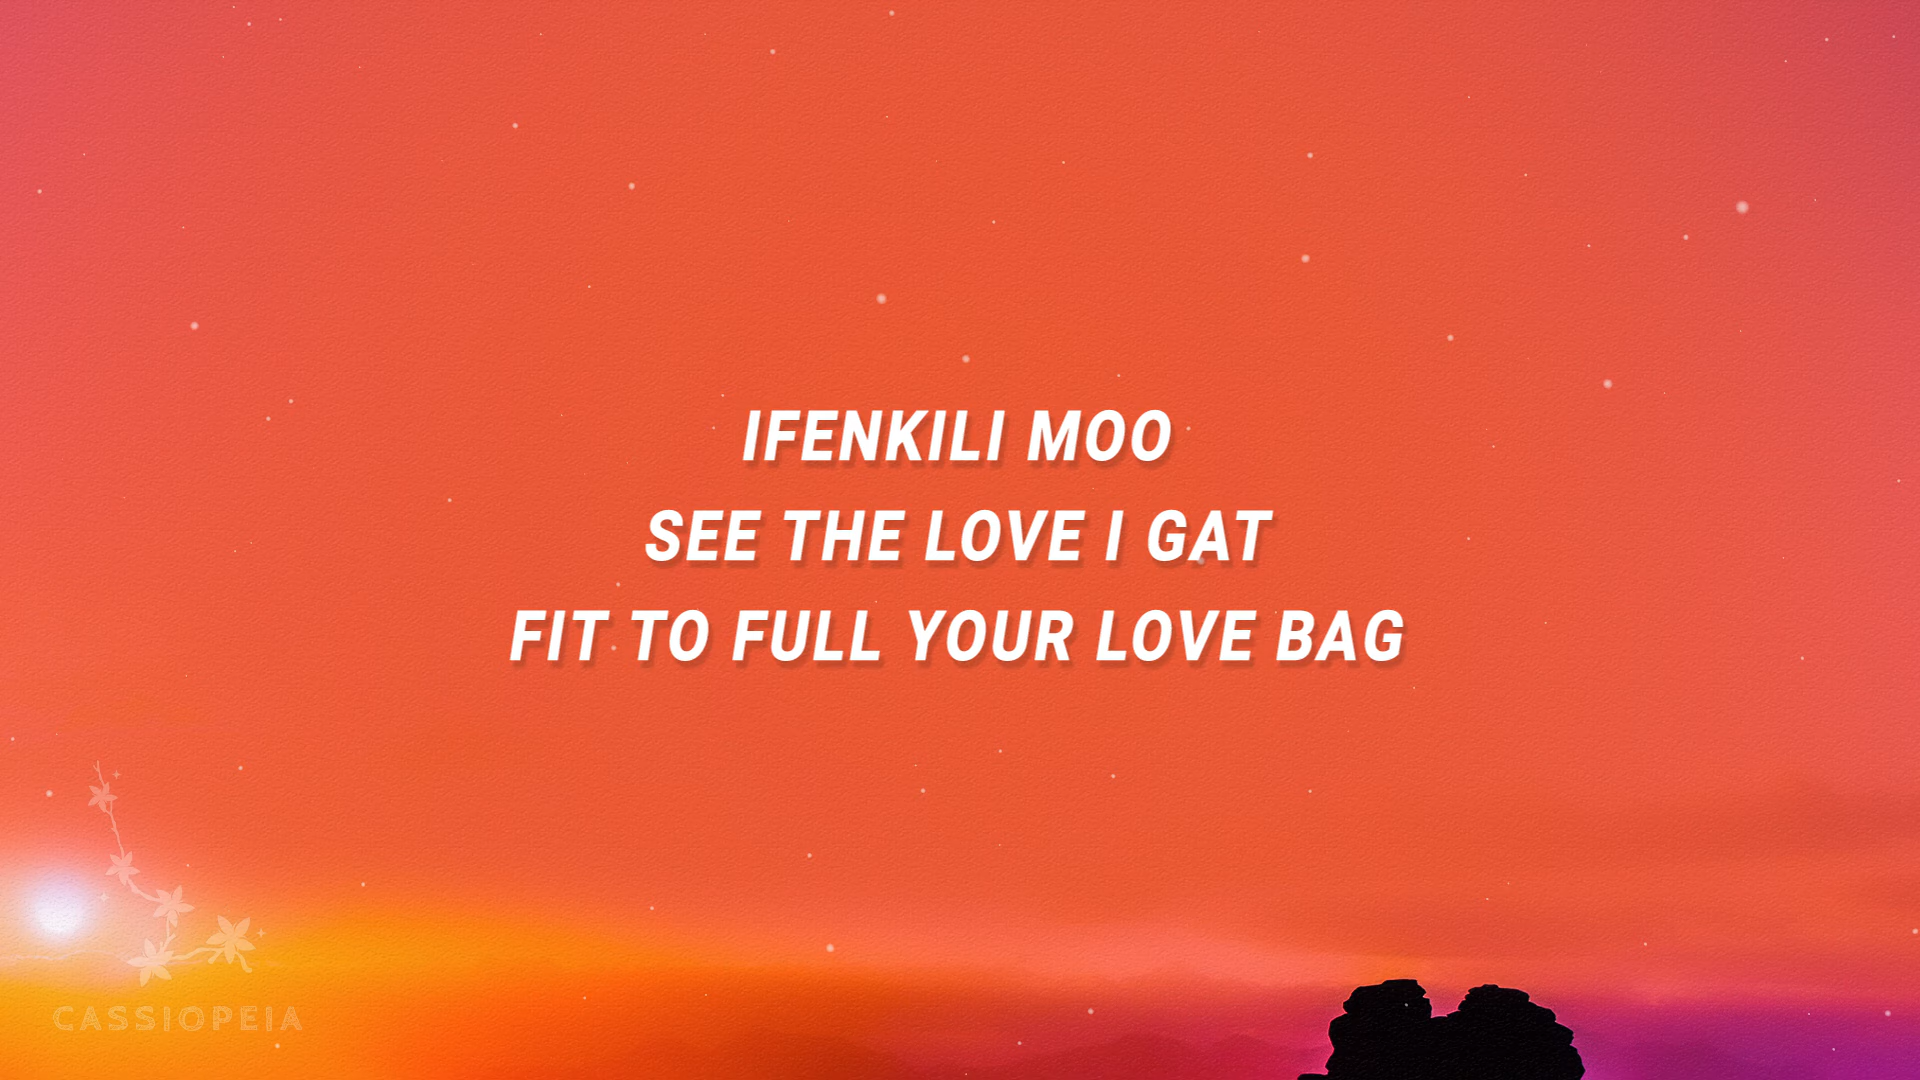 IFENKILI MOO
SEE THE LOVE I GAT
FIT TO FULL YOUR LOVE BAG
CASSIOPEIA